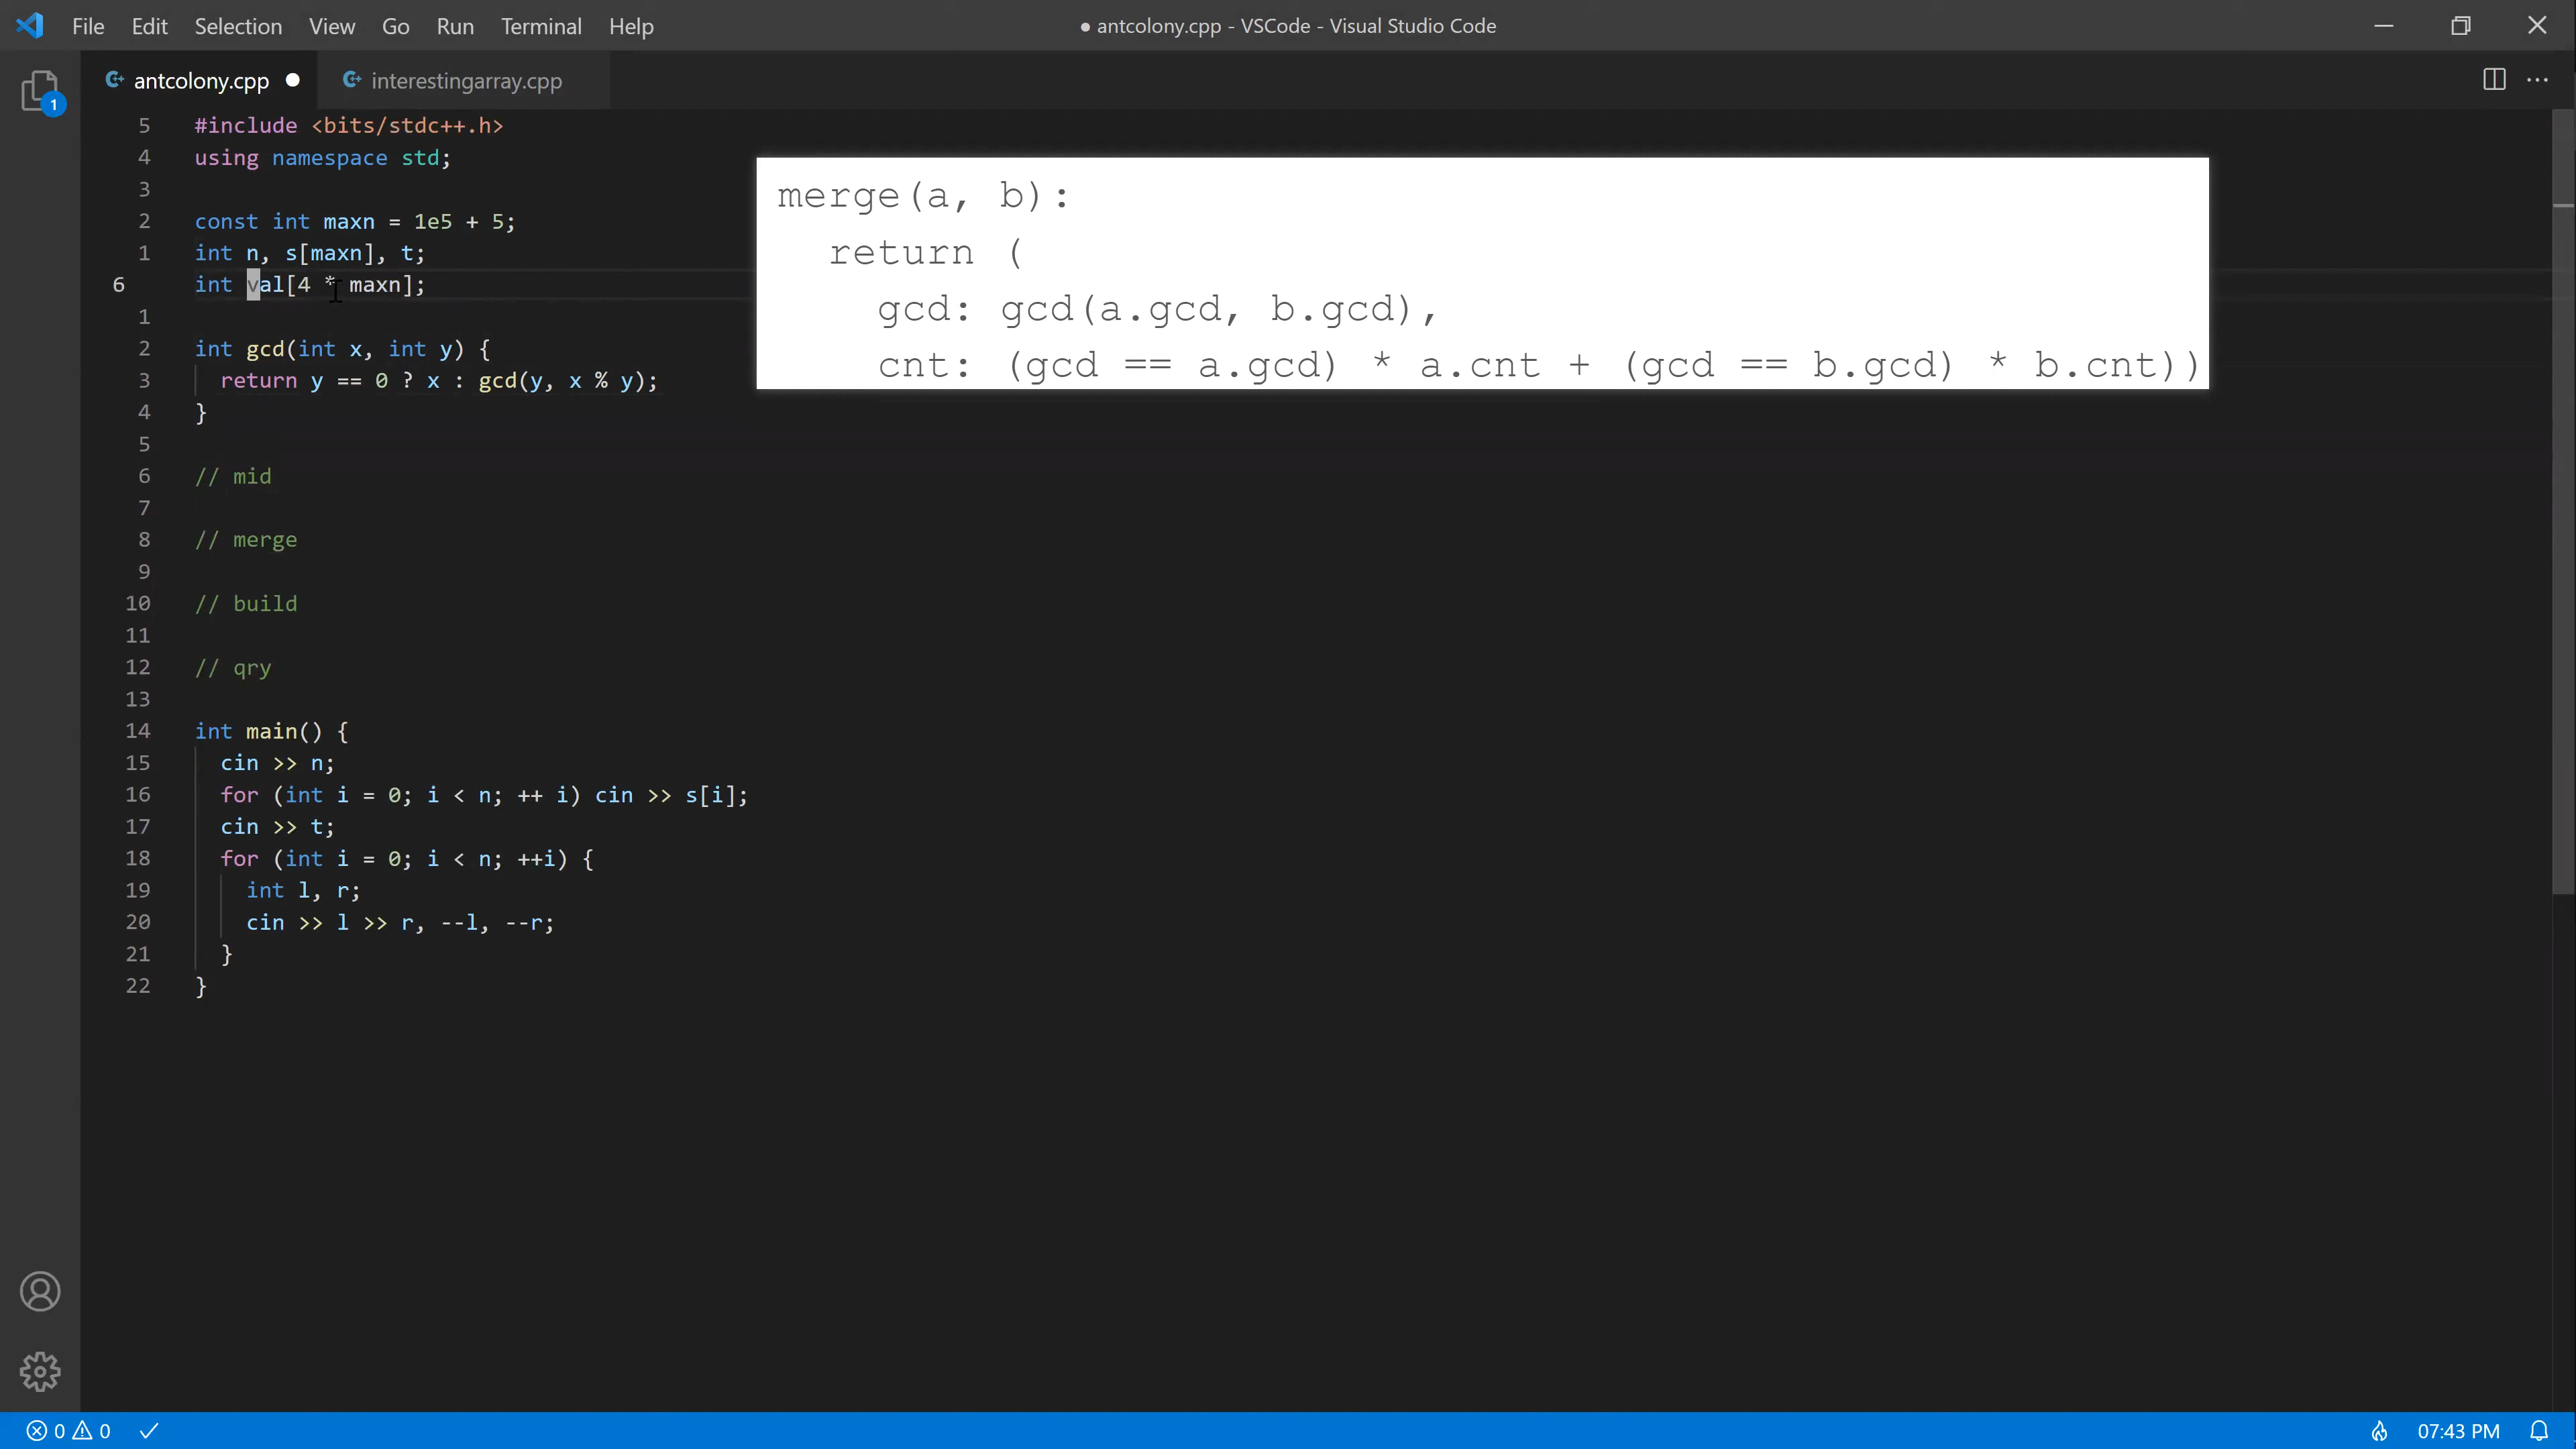 File Edit Selection View Go Run Terminal Help
● antcolony.cpp - VSCode - Visual Studio Code
1
antcolony.cpp ●
interestingarray.cpp
5 #include <bits/stdc++.h>
4 using namespace std;
3
2 const int maxn = 1e5 + 5;
1 int n, s[maxn], t;
6 int val[4 * maxn];
1
2 int gcd(int x, int y) {
3 return y == 0 ? x : gcd(y, x % y);
4 }
5
6 // mid
7
8 // merge
9
10 // build
11
12 // qry
13
14 int main() {
15 cin >> n;
16 for (int i = 0; i < n; ++ i) cin >> s[i];
17 cin >> t;
18 for (int i = 0; i < n; ++i) {
19 int l, r;
20 cin >> l >> r, --l, --r;
21 }
22 }
merge(a, b):
return (
gcd: gcd(a.gcd, b.gcd),
cnt: (gcd == a.gcd) * a.cnt + (gcd == b.gcd) * b.cnt))
0 0
07:43 PM